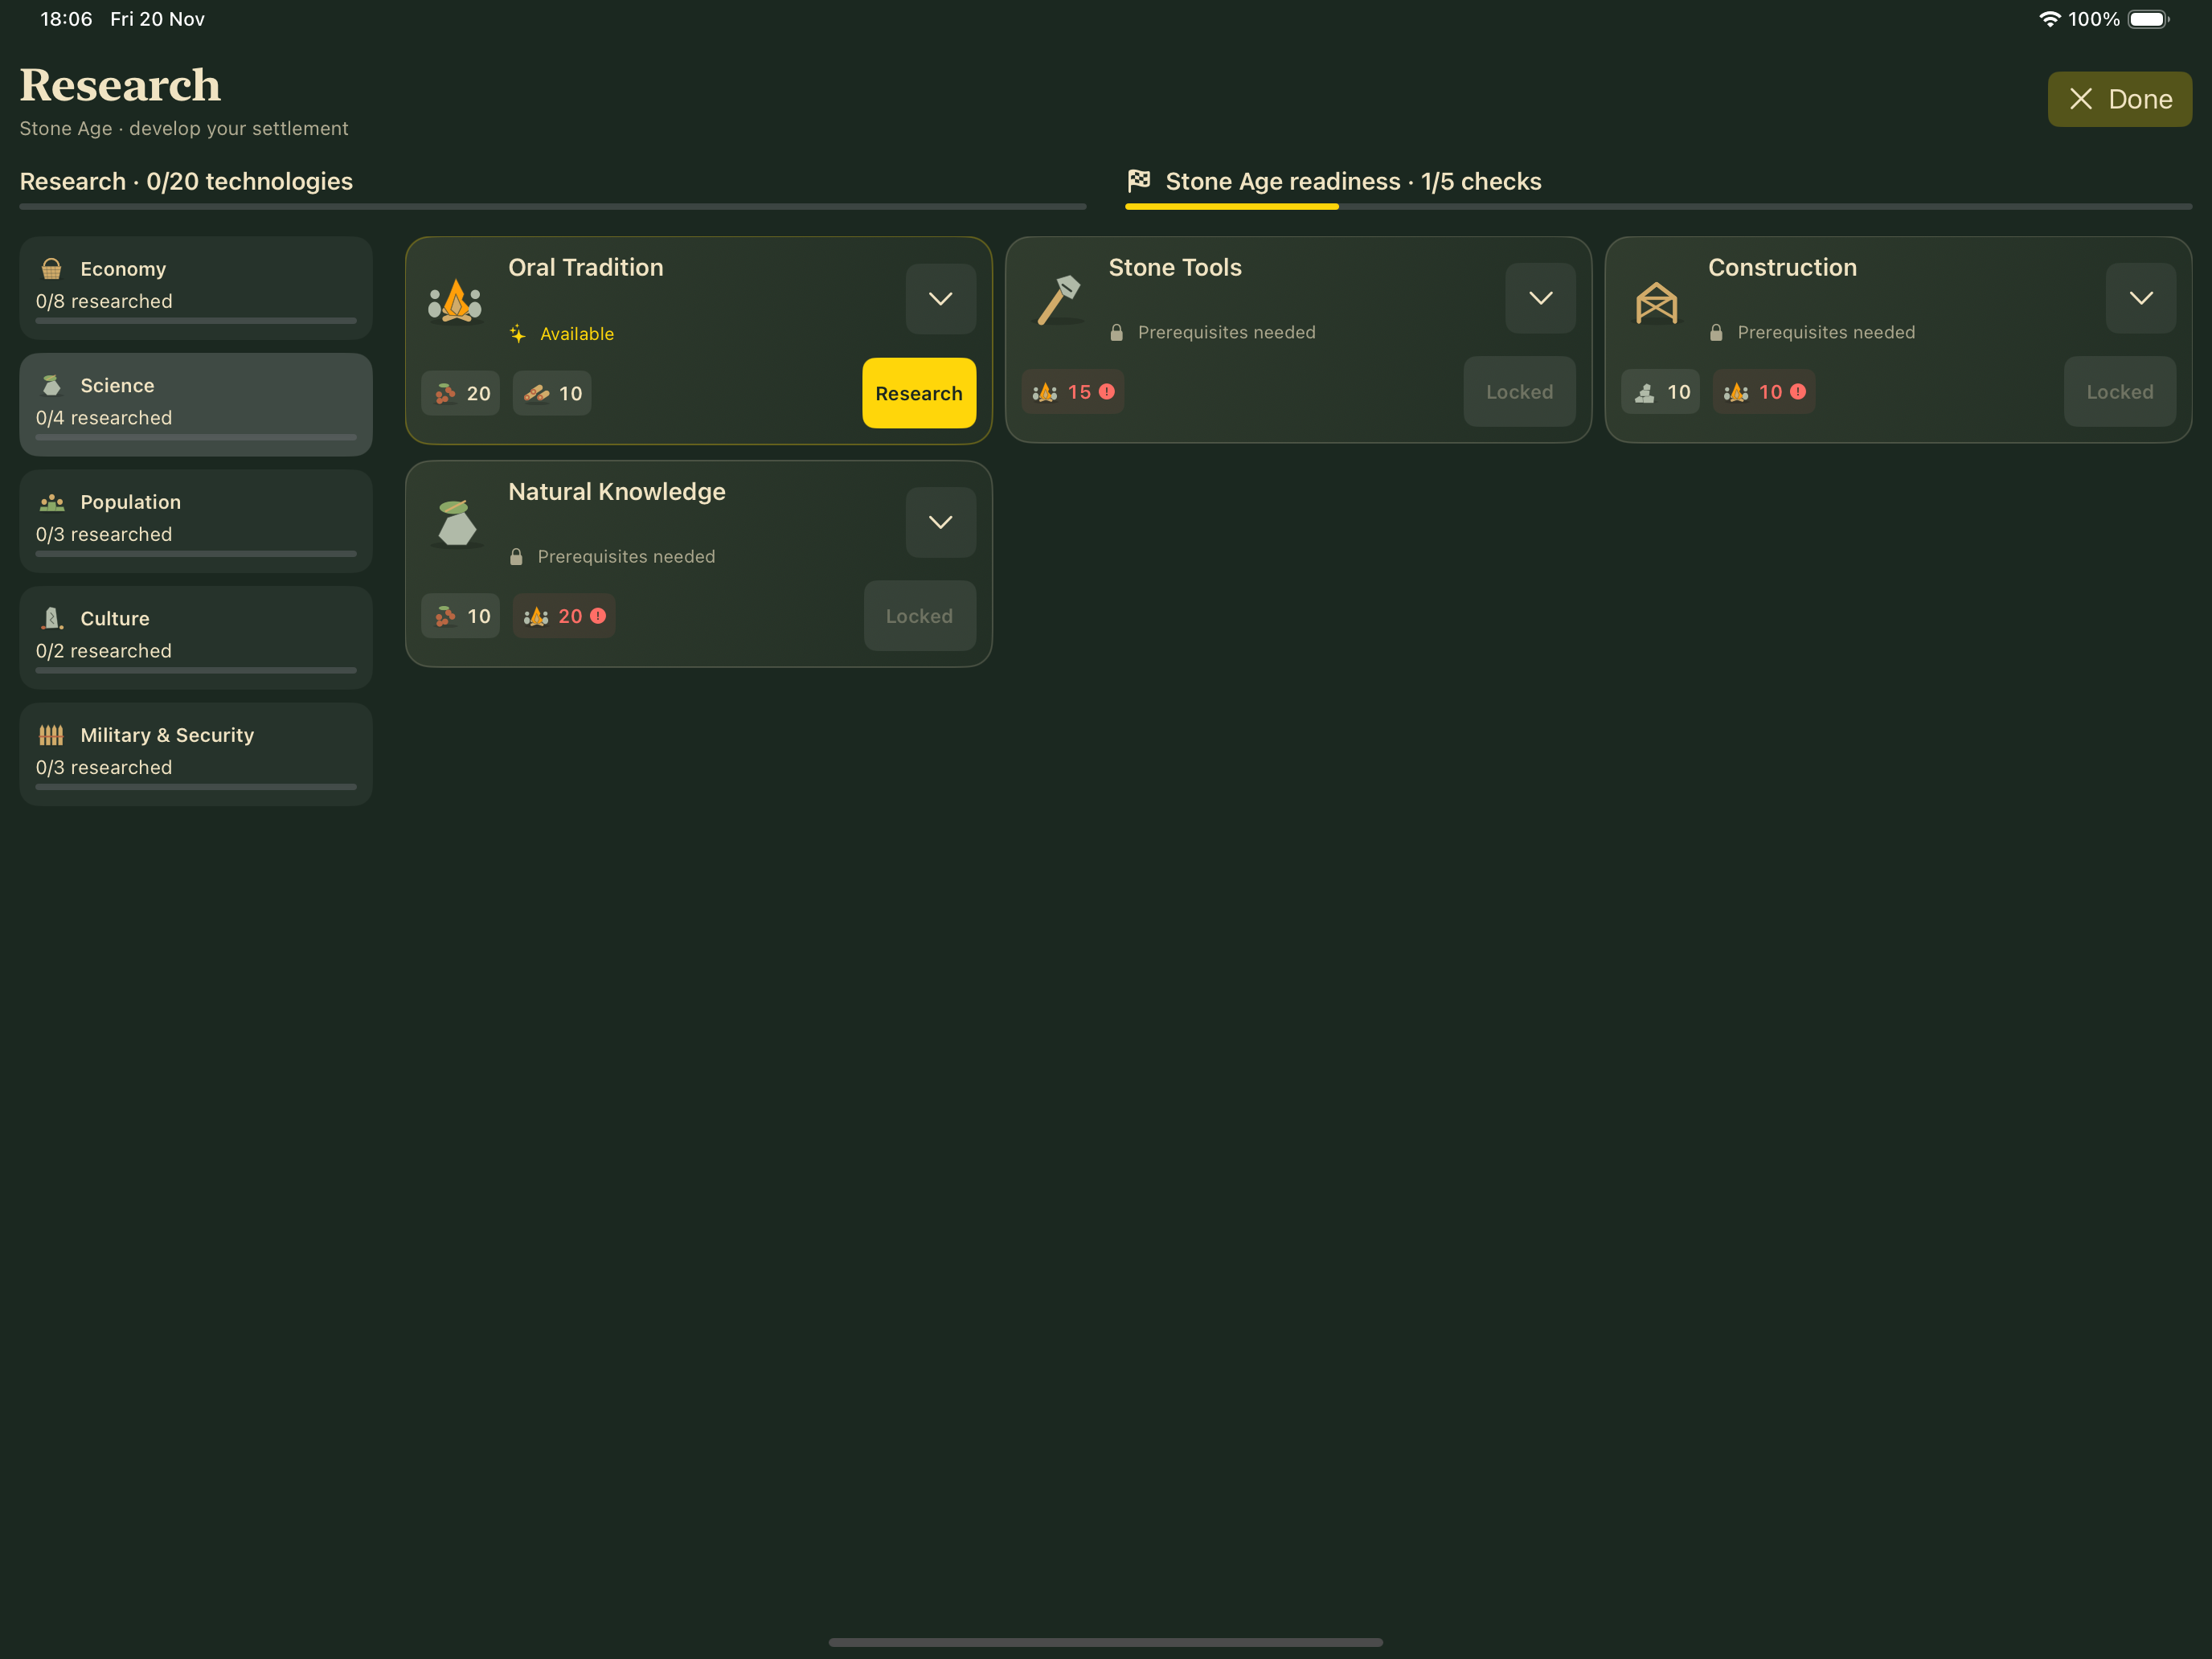 18:06 Fri 20 Nov
100%
Research
Stone Age · develop your settlement
Done
Research · 0/20 technologies
Stone Age readiness · 1/5 checks
Economy
0/8 researched
Science
0/4 researched
Population
0/3 researched
Culture
0/2 researched
Military & Security
0/3 researched
Oral Tradition
Available
20
10
Research
Stone Tools
Prerequisites needed
15
Locked
Construction
Prerequisites needed
10
10
Locked
Natural Knowledge
Prerequisites needed
10
20
Locked